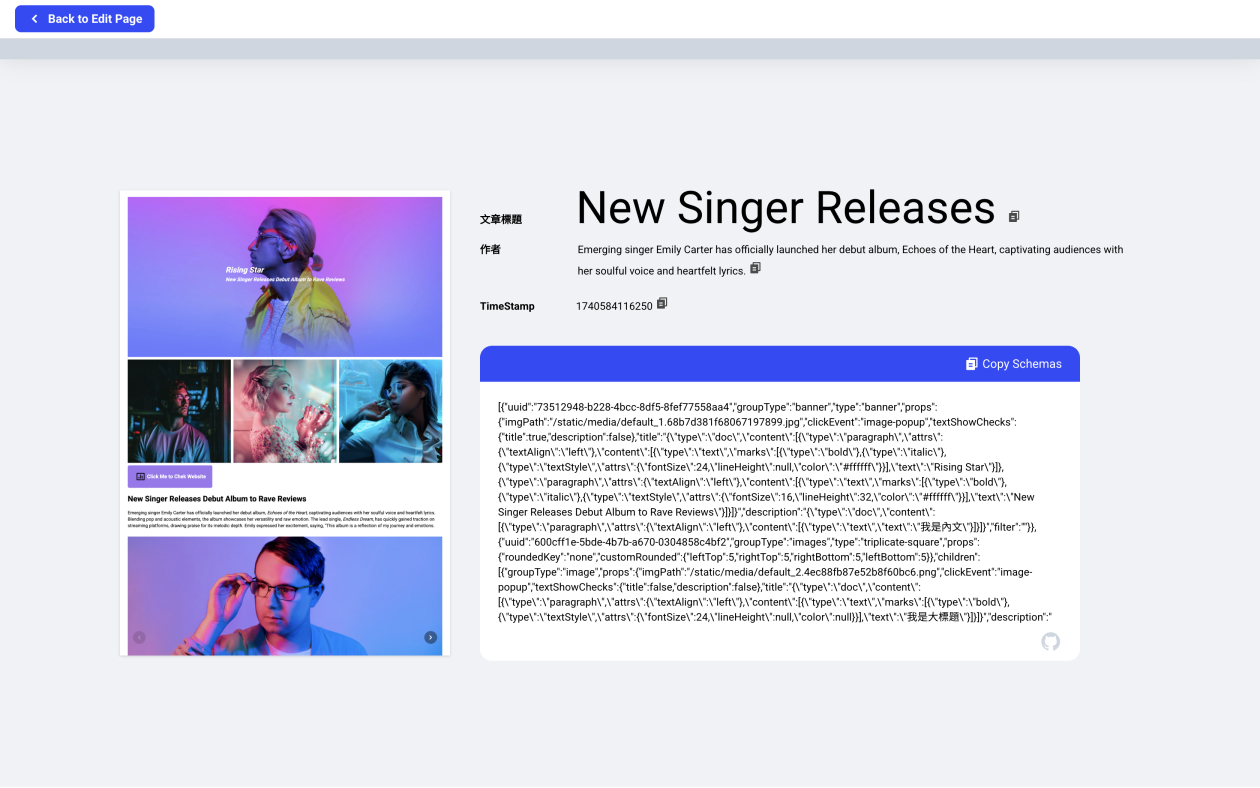 Back to Edit Page
Rising Star
New Singer Releases Debut Album to Rave Reviews
Click Me to Chek Website
New Singer Releases Debut Album to Rave Reviews
Emerging singer Emily Carter has officially launched her debut album, Echoes of the Heart, captivating audiences with her soulful voice and heartfelt lyrics.
Blending pop and acoustic elements, the album showcases her versatility and raw emotion. The lead single, Endless Dream, has quickly gained traction on
streaming platforms, drawing praise for its melodic depth. Emily expressed her excitement, saying, "This album is a reflection of my journey and emotions.
文章標題
New Singer Releases
作者
Emerging singer Emily Carter has officially launched her debut album, Echoes of the Heart, captivating audiences with
her soulful voice and heartfelt lyrics.
TimeStamp
1740584116250
Copy Schemas
[{"uuid":"73512948-b228-4bcc-8df5-8fef77558aa4","groupType":"banner","type":"banner","props":
{"imgPath":"/static/media/default_1.68b7d381f68067197899.jpg","clickEvent":"image-popup","textShowChecks":
{"title":true,"description":false},"title":"{\"type\":\"doc\",\"content\":[{\"type\":\"paragraph\",\"attrs\":
{\"textAlign\":\"left\"},\"content\":[{\"type\":\"text\",\"marks\":[{\"type\":\"bold\"},{\"type\":\"italic\"},
{\"type\":\"textStyle\",\"attrs\":{\"fontSize\":24,\"lineHeight\":null,\"color\":\"#ffffff\"}}],\"text\":\"Rising Star\"}]},
{\"type\":\"paragraph\",\"attrs\":{\"textAlign\":\"left\"},\"content\":[{\"type\":\"text\",\"marks\":[{\"type\":\"bold\"},
{\"type\":\"italic\"},{\"type\":\"textStyle\",\"attrs\":{\"fontSize\":16,\"lineHeight\":32,\"color\":\"#ffffff\"}}],\"text\":\"New
Singer Releases Debut Album to Rave Reviews\"}]}]}","description":"{\"type\":\"doc\",\"content\":
[{\"type\":\"paragraph\",\"attrs\":{\"textAlign\":\"left\"},\"content\":[{\"type\":\"text\",\"text\":\"我是內文\"}]}]}","filter":""}},
{"uuid":"600cff1e-5bde-4b7b-a670-0304858c4bf2","groupType":"images","type":"triplicate-square","props":
{"roundedKey":"none","customRounded":{"leftTop":5,"rightTop":5,"rightBottom":5,"leftBottom":5}},"children":
[{"groupType":"image","props":{"imgPath":"/static/media/default_2.4ec88fb87e52b8f60bc6.png","clickEvent":"image-
popup","textShowChecks":{"title":false,"description":false},"title":"{\"type\":\"doc\",\"content\":
[{\"type\":\"paragraph\",\"attrs\":{\"textAlign\":\"left\"},\"content\":[{\"type\":\"text\",\"marks\":[{\"type\":\"bold\"},
{\"type\":\"textStyle\",\"attrs\":{\"fontSize\":24,\"lineHeight\":null,\"color\":null}}],\"text\":\"我是大標題\"}]}]}","description":"